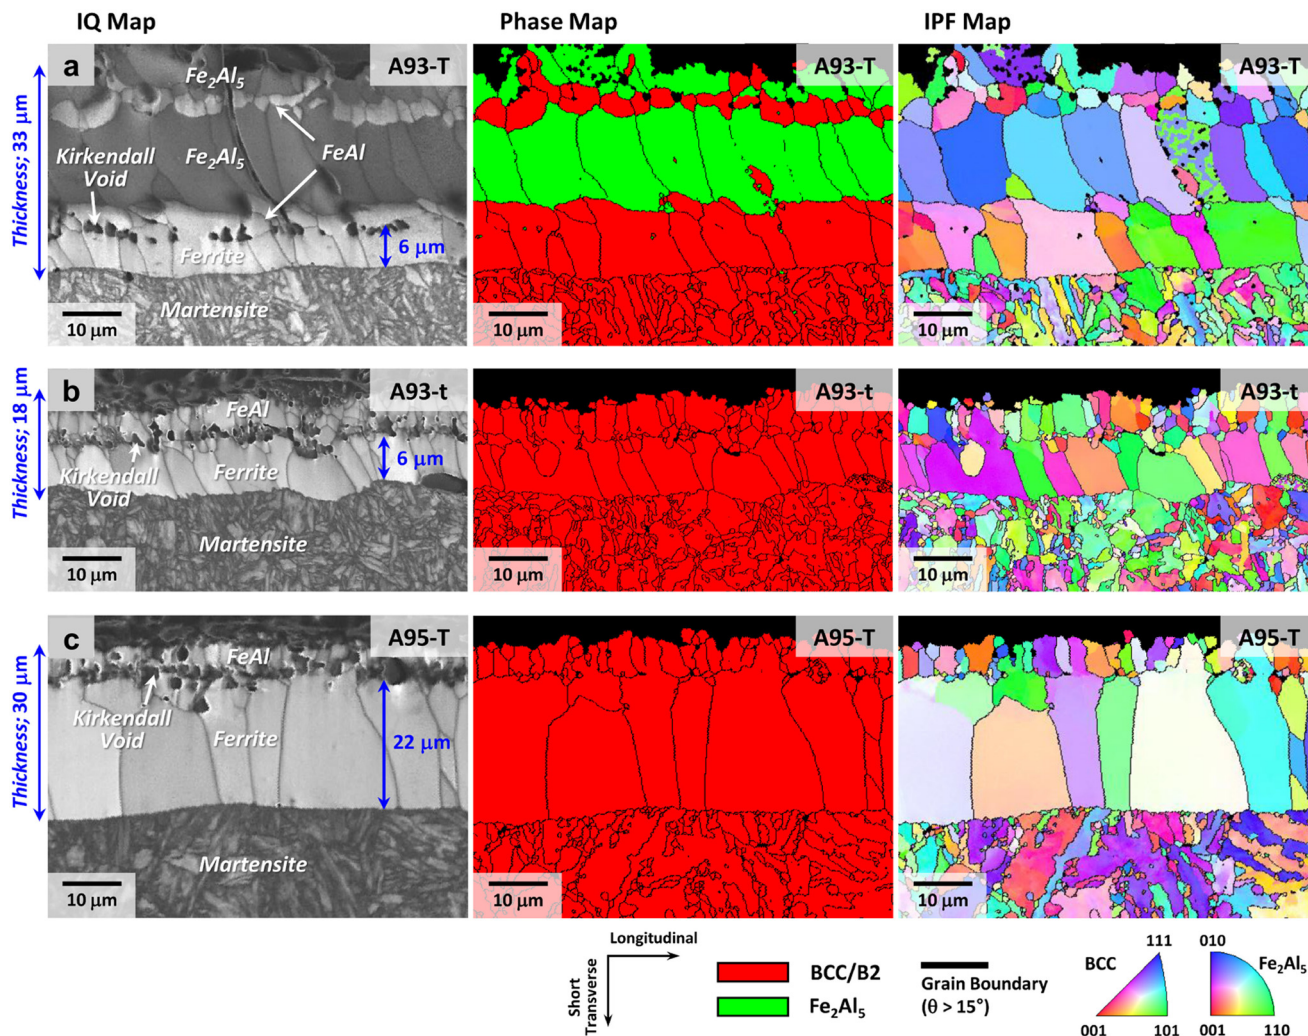 IQ Map
Phase Map
IPF Map
a
A93-T
A93-T
A93-T
Thickness; 33 μm
Fe₂Al₅
Fe₂Al₅
FeAl
Kirkendall
Void
Ferrite
6 μm
Martensite
10 μm
10 μm
10 μm
b
A93-t
A93-t
A93-t
Thickness; 18 μm
FeAl
Kirkendall
Void
Ferrite
6 μm
Martensite
10 μm
10 μm
10 μm
c
A95-T
A95-T
A95-T
Thickness; 30 μm
FeAl
Kirkendall
Void
Ferrite
22 μm
Martensite
10 μm
10 μm
10 μm
Longitudinal
Short
Transverse
BCC/B2
Fe₂Al₅
Grain Boundary
(θ > 15°)
BCC
111
001
101
010
Fe₂Al₅
001
110